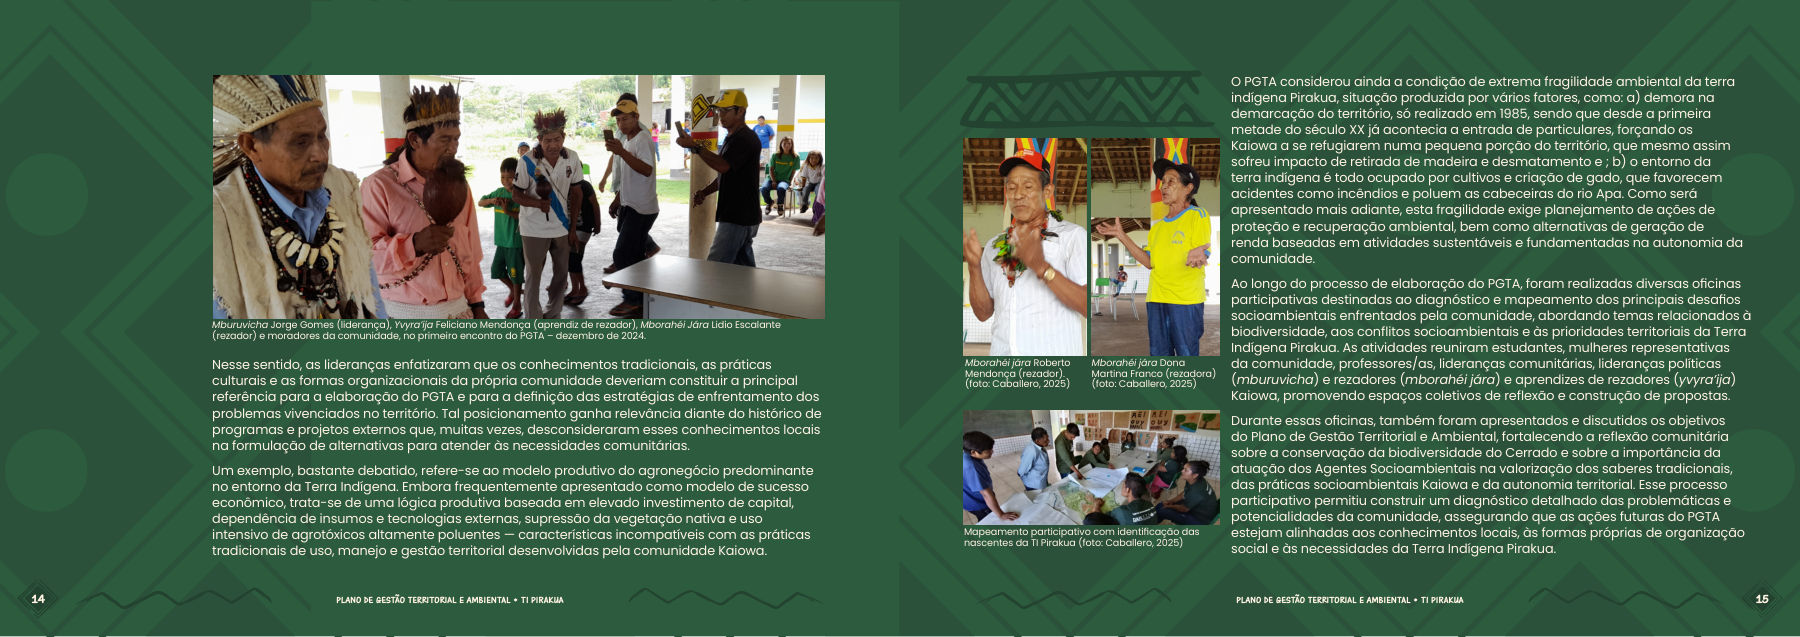 Mburuvicha Jorge Gomes (liderança), Yvyra'ija Feliciano Mendonça (aprendiz de rezador), Mborahéi Jára Lidio Escalante
(rezador) e moradores da comunidade, no primeiro encontro do PGTA – dezembro de 2024.
Nesse sentido, as lideranças enfatizaram que os conhecimentos tradicionais, as práticas
culturais e as formas organizacionais da própria comunidade deveriam constituir a principal
referência para a elaboração do PGTA e para a definição das estratégias de enfrentamento dos
problemas vivenciados no território. Tal posicionamento ganha relevância diante do histórico de
programas e projetos externos que, muitas vezes, desconsideraram esses conhecimentos locais
na formulação de alternativas para atender às necessidades comunitárias.
Um exemplo, bastante debatido, refere-se ao modelo produtivo do agronegócio predominante
no entorno da Terra Indígena. Embora frequentemente apresentado como modelo de sucesso
econômico, trata-se de uma lógica produtiva baseada em elevado investimento de capital,
dependência de insumos e tecnologias externas, supressão da vegetação nativa e uso
intensivo de agrotóxicos altamente poluentes — características incompatíveis com as práticas
tradicionais de uso, manejo e gestão territorial desenvolvidas pela comunidade Kaiowa.
14
PLANO DE GESTÃO TERRITORIAL E AMBIENTAL • TI PIRAKUA
Mborahéi jára Roberto
Mendonça (rezador).
(foto: Caballero, 2025)
Mborahéi jára Dona
Martina Franco (rezadora)
(foto: Caballero, 2025)
Mapeamento participativo com identificação das
nascentes da TI Pirakua (foto: Caballero, 2025)
O PGTA considerou ainda a condição de extrema fragilidade ambiental da terra
indígena Pirakua, situação produzida por vários fatores, como: a) demora na
demarcação do território, só realizado em 1985, sendo que desde a primeira
metade do século XX já acontecia a entrada de particulares, forçando os
Kaiowa a se refugiarem numa pequena porção do território, que mesmo assim
sofreu impacto de retirada de madeira e desmatamento e ; b) o entorno da
terra indígena é todo ocupado por cultivos e criação de gado, que favorecem
acidentes como incêndios e poluem as cabeceiras do rio Apa. Como será
apresentado mais adiante, esta fragilidade exige planejamento de ações de
proteção e recuperação ambiental, bem como alternativas de geração de
renda baseadas em atividades sustentáveis e fundamentadas na autonomia da
comunidade.
Ao longo do processo de elaboração do PGTA, foram realizadas diversas oficinas
participativas destinadas ao diagnóstico e mapeamento dos principais desafios
socioambientais enfrentados pela comunidade, abordando temas relacionados à
biodiversidade, aos conflitos socioambientais e às prioridades territoriais da Terra
Indígena Pirakua. As atividades reuniram estudantes, mulheres representativas
da comunidade, professores/as, lideranças comunitárias, lideranças políticas
(mburuvicha) e rezadores (mborahéi jára) e aprendizes de rezadores (yvyra'ija)
Kaiowa, promovendo espaços coletivos de reflexão e construção de propostas.
Durante essas oficinas, também foram apresentados e discutidos os objetivos
do Plano de Gestão Territorial e Ambiental, fortalecendo a reflexão comunitária
sobre a conservação da biodiversidade do Cerrado e sobre a importância da
atuação dos Agentes Socioambientais na valorização dos saberes tradicionais,
das práticas socioambientais Kaiowa e da autonomia territorial. Esse processo
participativo permitiu construir um diagnóstico detalhado das problemáticas e
potencialidades da comunidade, assegurando que as ações futuras do PGTA
estejam alinhadas aos conhecimentos locais, às formas próprias de organização
social e às necessidades da Terra Indígena Pirakua.
PLANO DE GESTÃO TERRITORIAL E AMBIENTAL • TI PIRAKUA
15